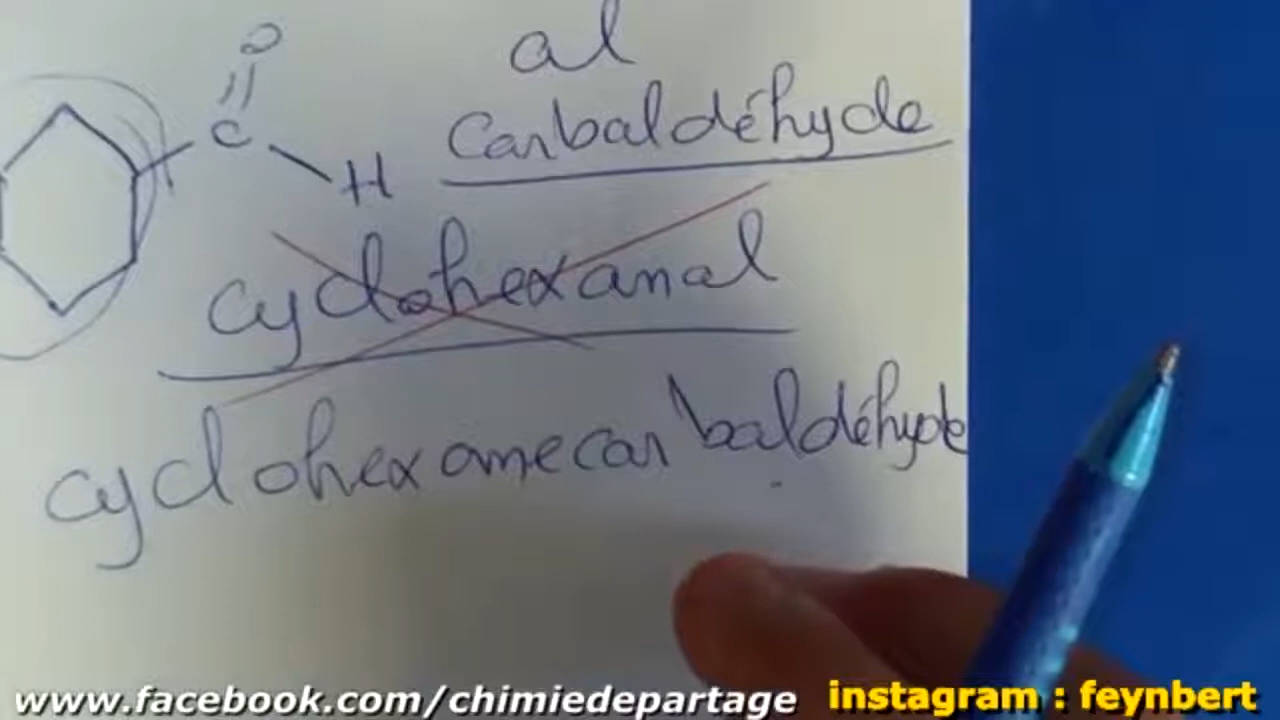 O
al
C
Carbaldéhyde
H
cyclohexanal
cyclohexanecarbaldéhyde
www.facebook.com/chimiedepartage
instagram : feynbert